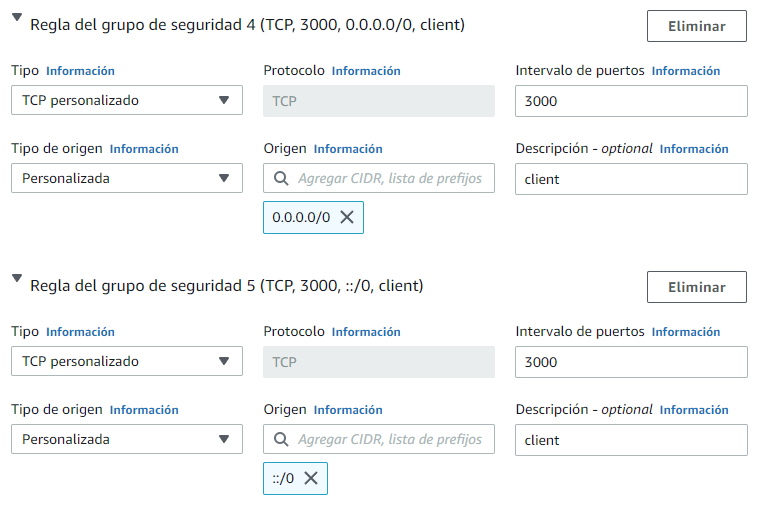 Regla del grupo de seguridad 4 (TCP, 3000, 0.0.0.0/0, client)
Eliminar
Tipo Información
Protocolo Información
Intervalo de puertos Información
TCP personalizado
TCP
3000
Tipo de origen Información
Origen Información
Descripción - optional Información
Personalizada
Agregar CIDR, lista de prefijos
client
0.0.0.0/0
Regla del grupo de seguridad 5 (TCP, 3000, ::/0, client)
Eliminar
Tipo Información
Protocolo Información
Intervalo de puertos Información
TCP personalizado
TCP
3000
Tipo de origen Información
Origen Información
Descripción - optional Información
Personalizada
Agregar CIDR, lista de prefijos
client
::/0